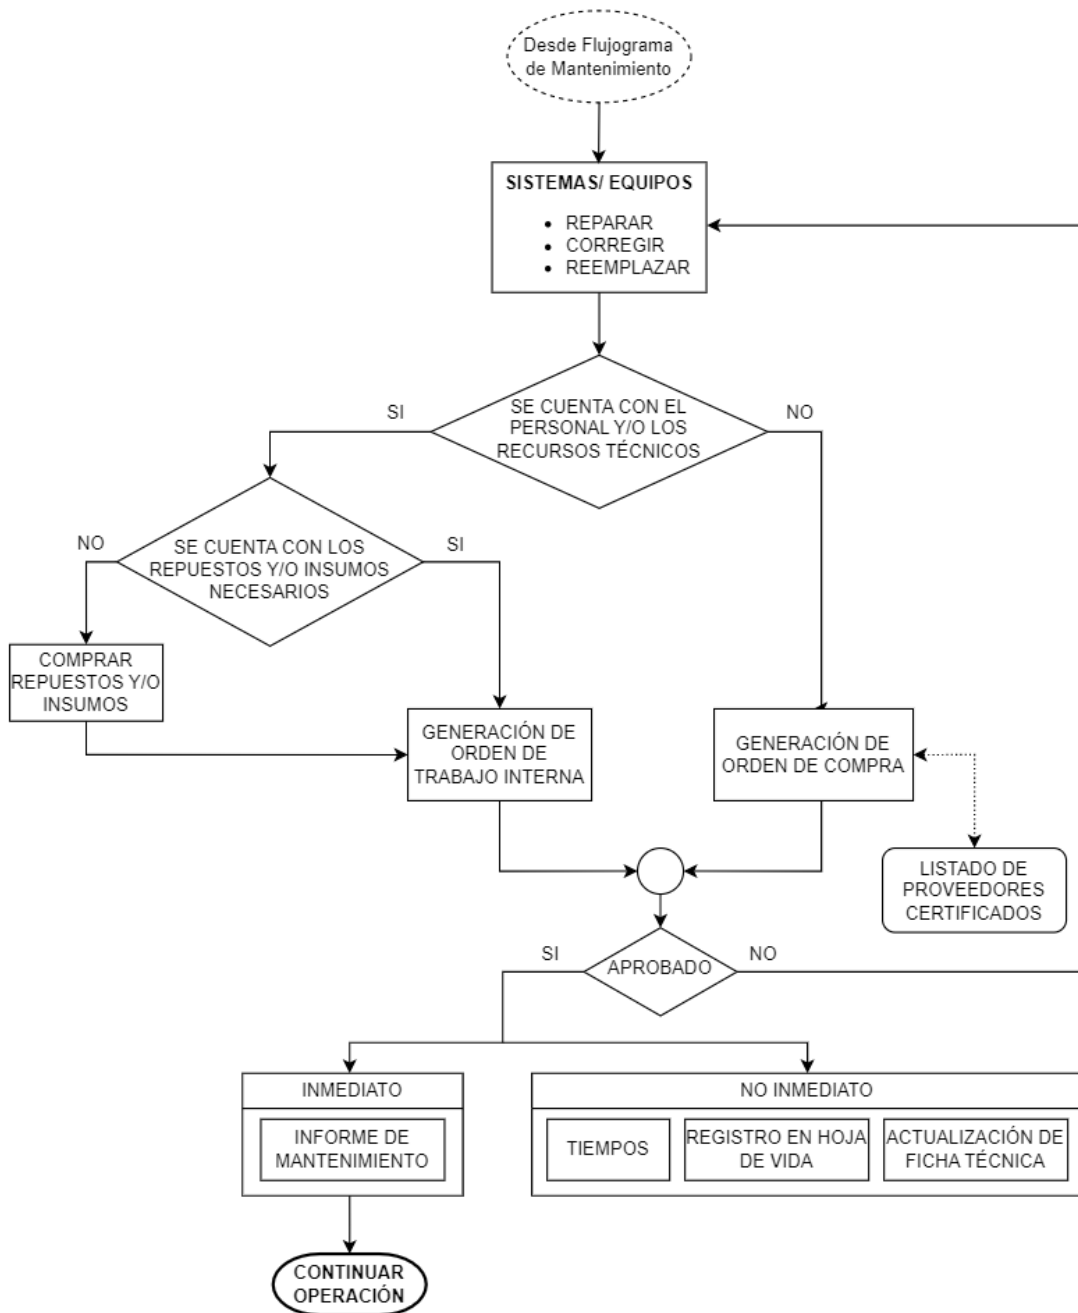 Desde Flujograma
de Mantenimiento
SISTEMAS/ EQUIPOS
• REPARAR
• CORREGIR
• REEMPLAZAR
SI
SE CUENTA CON EL
PERSONAL Y/O LOS
RECURSOS TÉCNICOS
NO
NO
SE CUENTA CON LOS
REPUESTOS Y/O INSUMOS
NECESARIOS
SI
COMPRAR
REPUESTOS Y/O
INSUMOS
GENERACIÓN DE
ORDEN DE
TRABAJO INTERNA
GENERACIÓN DE
ORDEN DE COMPRA
LISTADO DE
PROVEEDORES
CERTIFICADOS
SI
APROBADO
NO
INMEDIATO
INFORME DE
MANTENIMIENTO
NO INMEDIATO
TIEMPOS
REGISTRO EN HOJA
DE VIDA
ACTUALIZACIÓN DE
FICHA TÉCNICA
CONTINUAR
OPERACIÓN